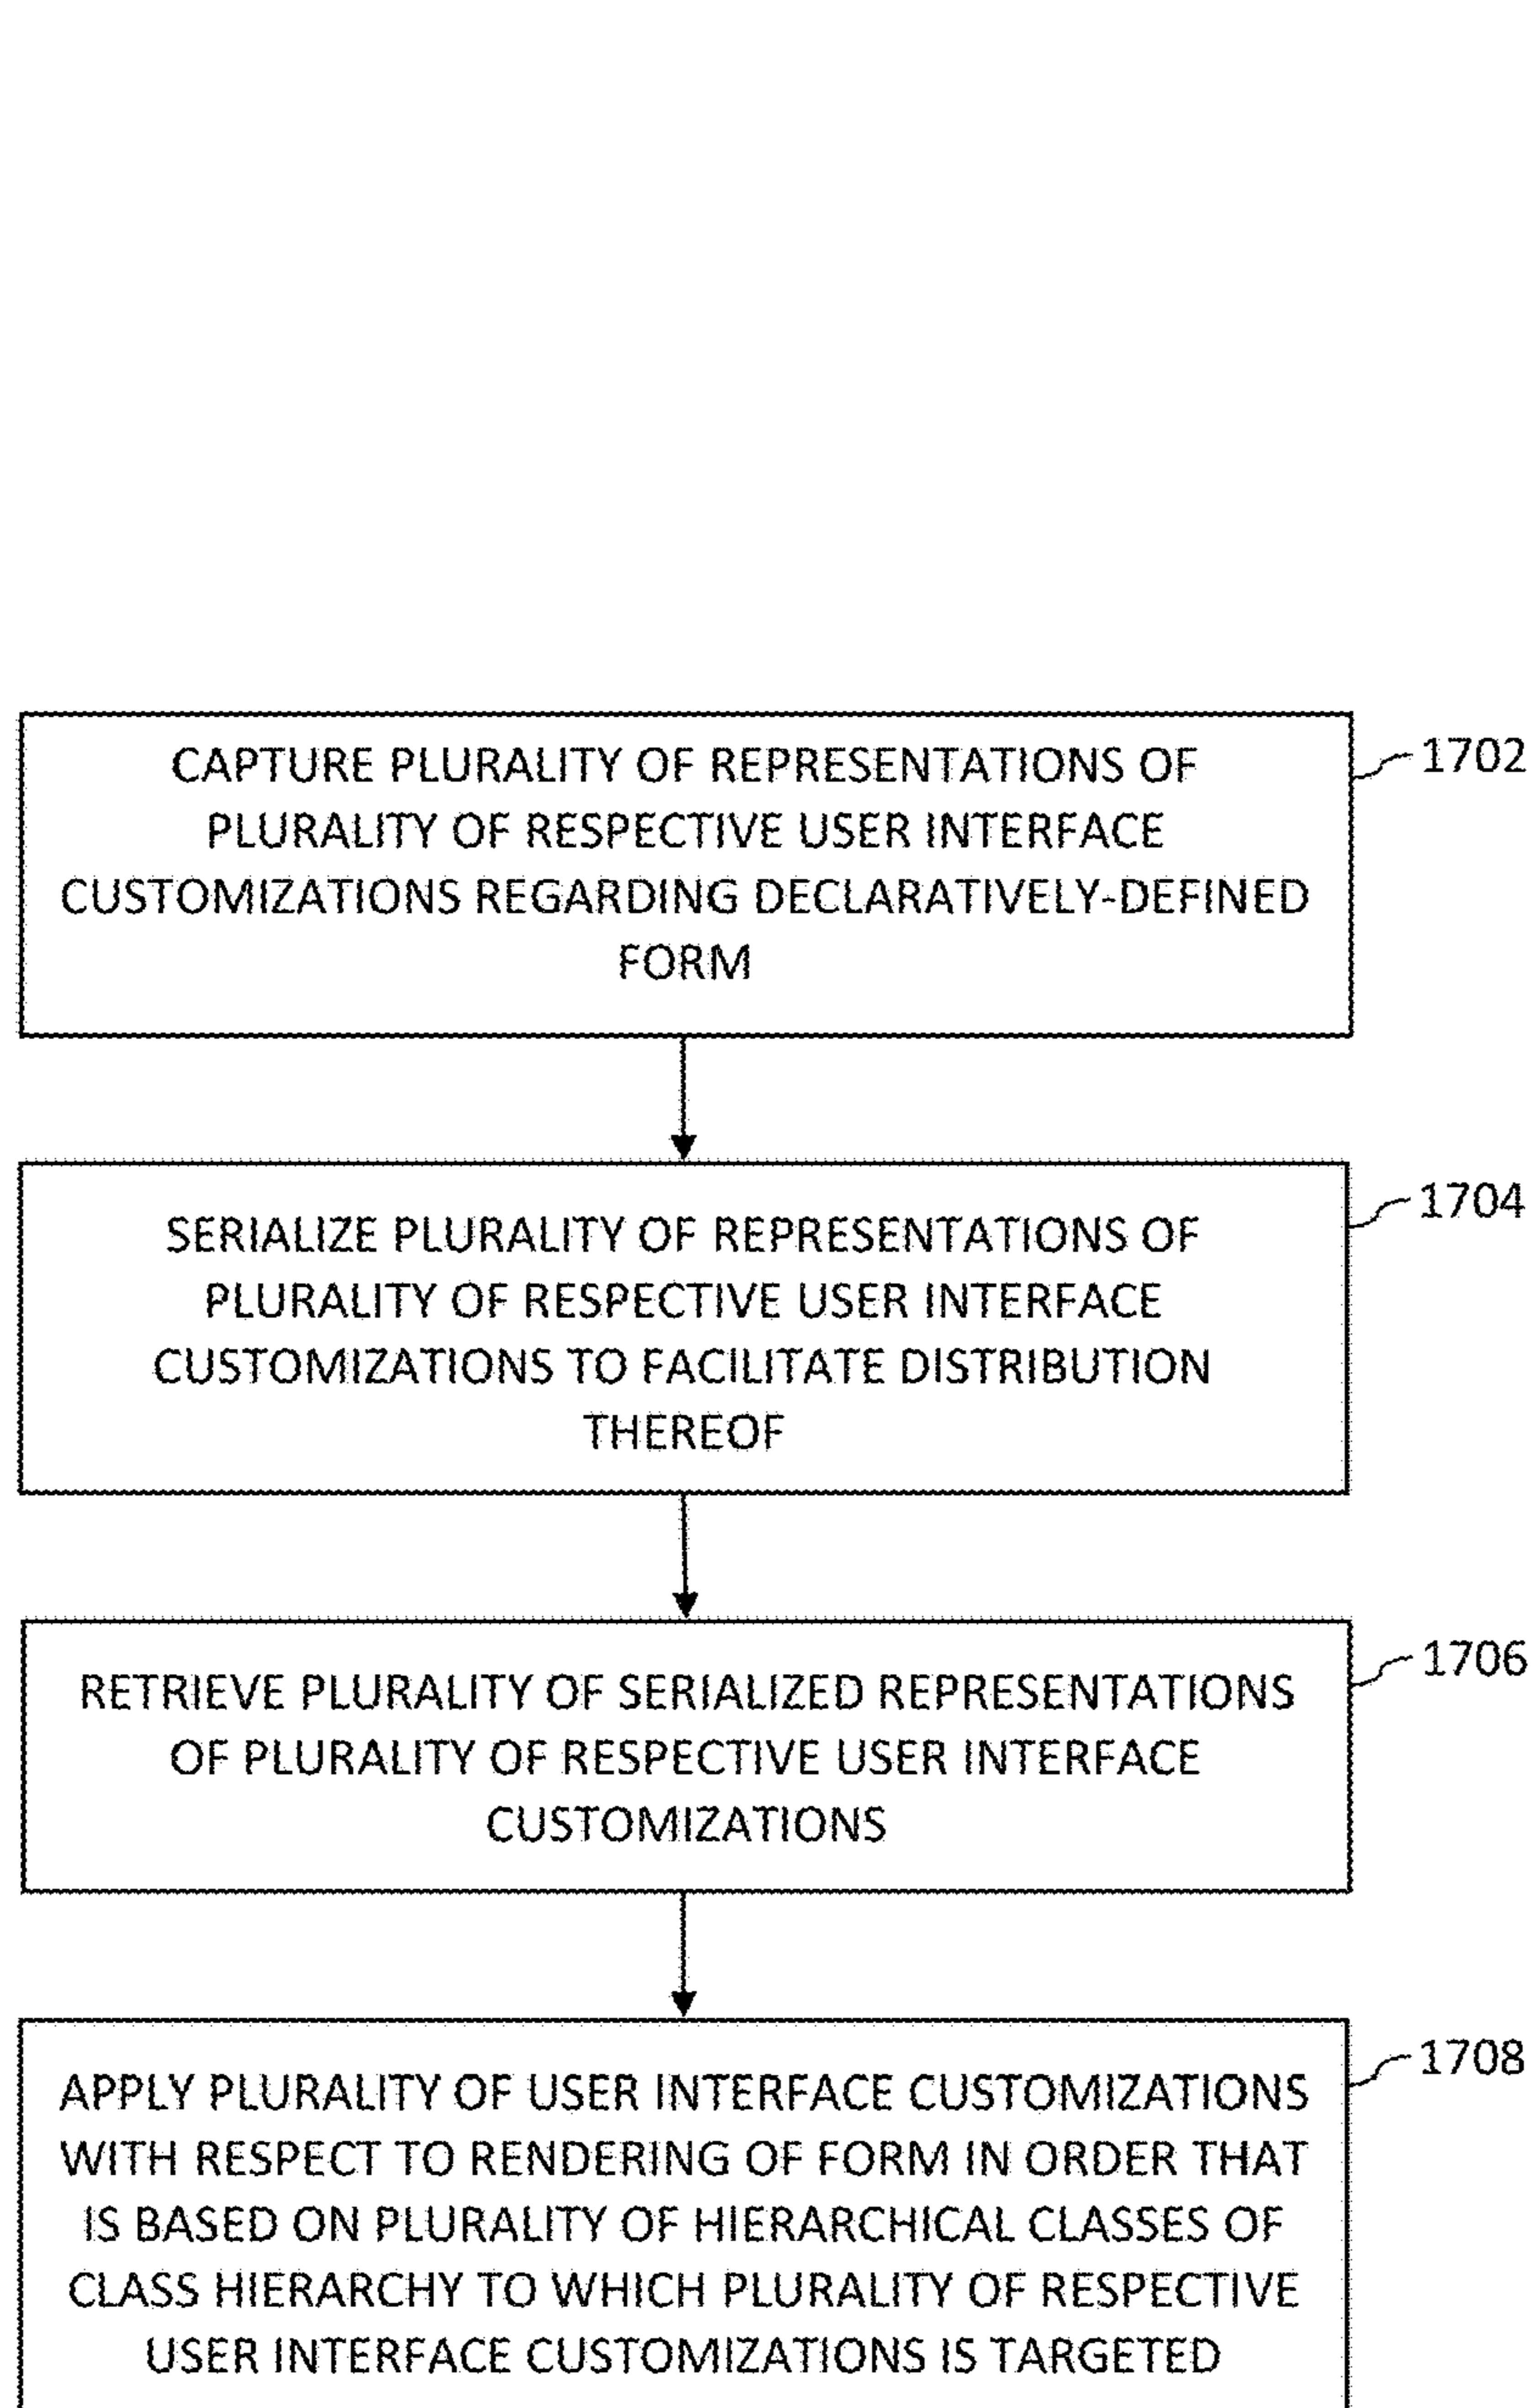 CAPTURE PLURALITY OF REPRESENTATIONS OF
PLURALITY OF RESPECTIVE USER INTERFACE
CUSTOMIZATIONS REGARDING DECLARATIVELY-DEFINED
FORM
1702
SERIALIZE PLURALITY OF REPRESENTATIONS OF
PLURALITY OF RESPECTIVE USER INTERFACE
CUSTOMIZATIONS TO FACILITATE DISTRIBUTION
THEREOF
1704
RETRIEVE PLURALITY OF SERIALIZED REPRESENTATIONS
OF PLURALITY OF RESPECTIVE USER INTERFACE
CUSTOMIZATIONS
1706
APPLY PLURALITY OF USER INTERFACE CUSTOMIZATIONS
WITH RESPECT TO RENDERING OF FORM IN ORDER THAT
IS BASED ON PLURALITY OF HIERARCHICAL CLASSES OF
CLASS HIERARCHY TO WHICH PLURALITY OF RESPECTIVE
USER INTERFACE CUSTOMIZATIONS IS TARGETED
1708